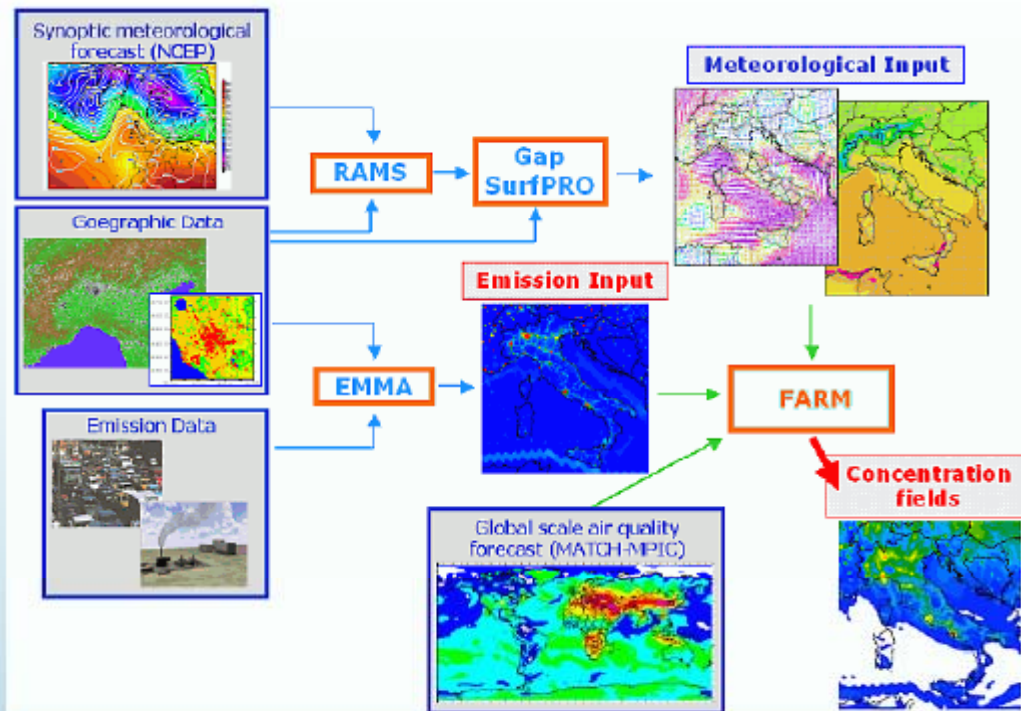 Synoptic meteorological
forecast (NCEP)
Meteorological Input
RAMS
Gap
SurfPRO
Goegraphic Data
Emission Input
EMMA
FARM
Emission Data
Concentration
fields
Global scale air quality
forecast (MATCH-MPIC)